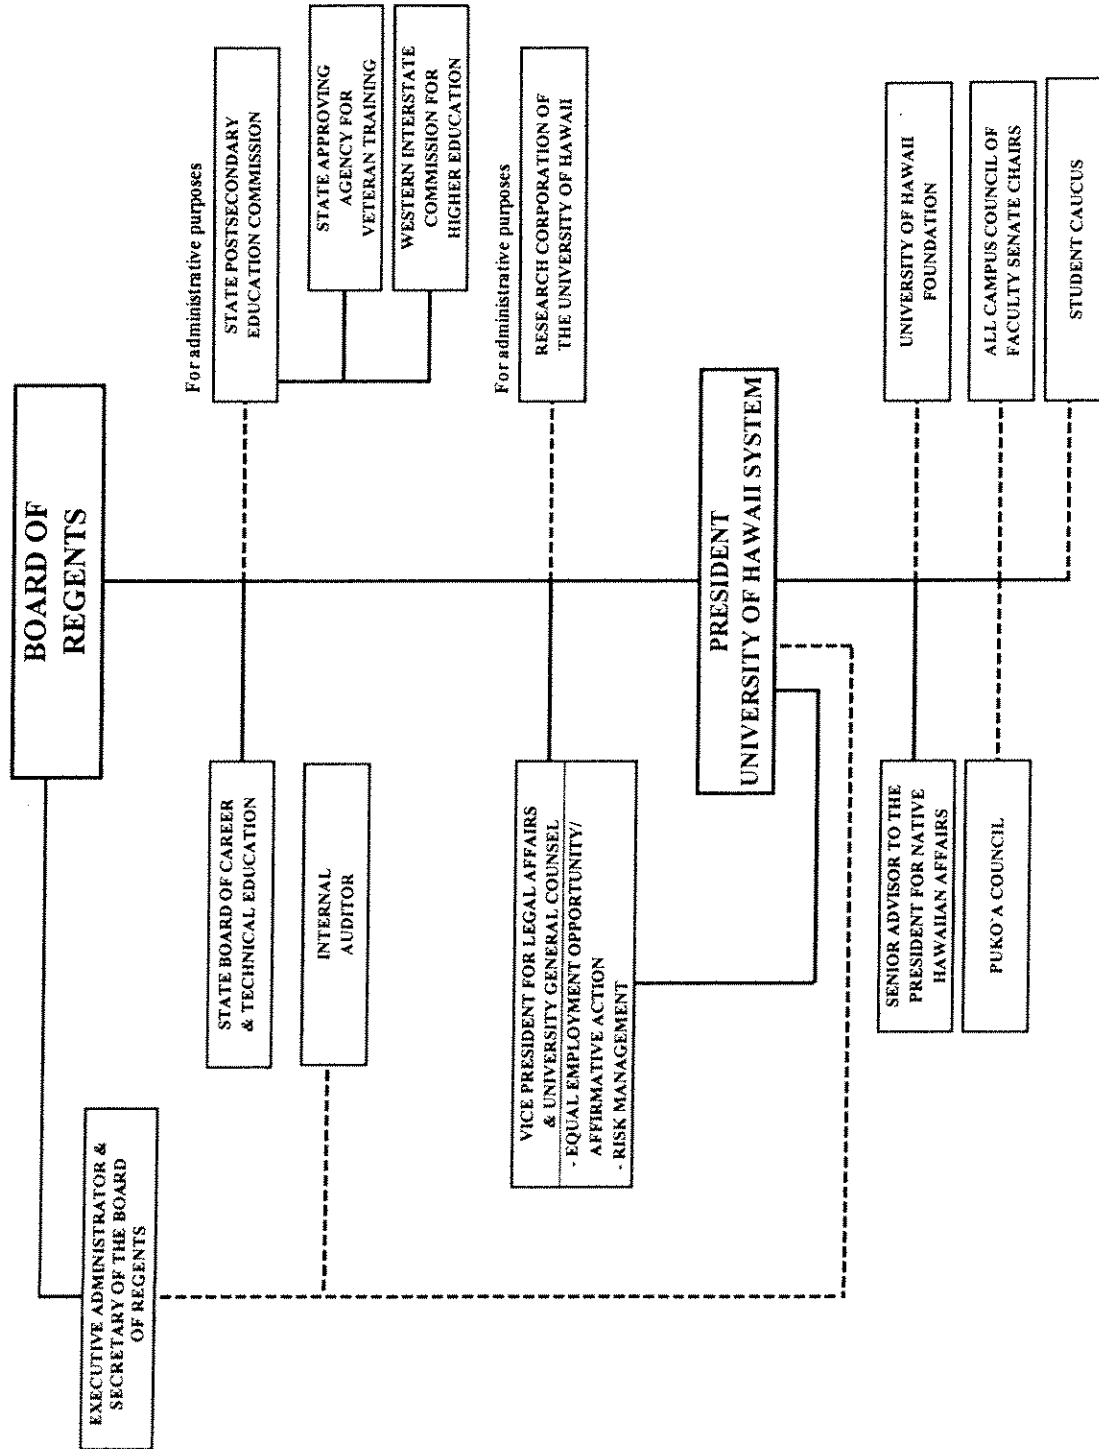 BOARD OF
REGENTS
EXECUTIVE ADMINISTRATOR &
SECRETARY OF THE BOARD
OF REGENTS
For administrative purposes
STATE POSTSECONDARY
EDUCATION COMMISSION
STATE APPROVING
AGENCY FOR
VETERAN TRAINING
WESTERN INTERSTATE
COMMISSION FOR
HIGHER EDUCATION
STATE BOARD OF CAREER
& TECHNICAL EDUCATION
INTERNAL
AUDITOR
For administrative purposes
RESEARCH CORPORATION OF
THE UNIVERSITY OF HAWAII
VICE PRESIDENT FOR LEGAL AFFAIRS
& UNIVERSITY GENERAL COUNSEL
- EQUAL EMPLOYMENT OPPORTUNITY/
AFFIRMATIVE ACTION
- RISK MANAGEMENT
PRESIDENT
UNIVERSITY OF HAWAII SYSTEM
SENIOR ADVISOR TO THE
PRESIDENT FOR NATIVE
HAWAIIAN AFFAIRS
PUKO`A COUNCIL
UNIVERSITY OF HAWAII
FOUNDATION
ALL CAMPUS COUNCIL OF
FACULTY SENATE CHAIRS
STUDENT CAUCUS